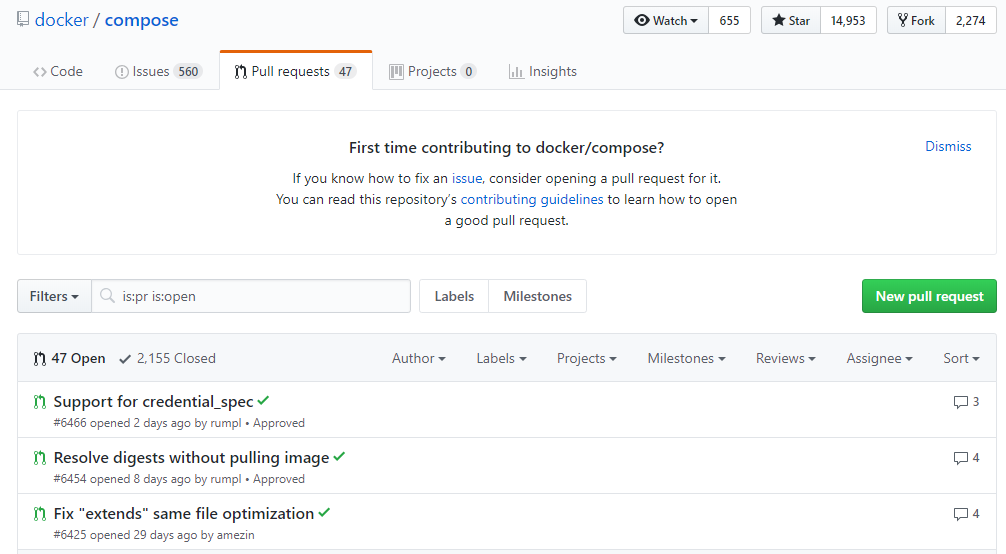 docker / compose Watch 655 Star 14,953 Fork 2,274
Code Issues 560 Pull requests 47 Projects 0 Insights
First time contributing to docker/compose? Dismiss
If you know how to fix an issue, consider opening a pull request for it.
You can read this repository's contributing guidelines to learn how to open
a good pull request.
Filters is:pr is:open Labels Milestones New pull request
47 Open 2,155 Closed Author Labels Projects Milestones Reviews Assignee Sort
Support for credential_spec 3
#6466 opened 2 days ago by rumpl • Approved
Resolve digests without pulling image 4
#6454 opened 8 days ago by rumpl • Approved
Fix "extends" same file optimization 4
#6425 opened 29 days ago by amezin